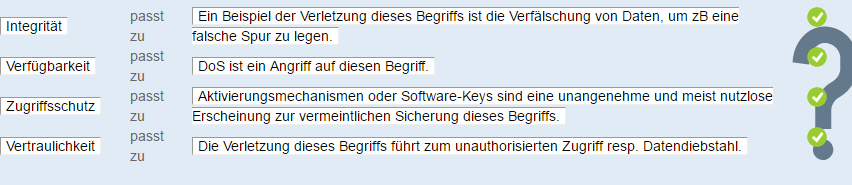 Integrität passt zu Ein Beispiel der Verletzung dieses Begriffs ist die Verfälschung von Daten, um zB eine
falsche Spur zu legen.
Verfügbarkeit passt zu DoS ist ein Angriff auf diesen Begriff.
Zugriffsschutz passt zu Aktivierungsmechanismen oder Software-Keys sind eine unangenehme und meist nutzlose
Erscheinung zur vermeintlichen Sicherung dieses Begriffs.
Vertraulichkeit passt zu Die Verletzung dieses Begriffs führt zum unauthorisierten Zugriff resp. Datendiebstahl.